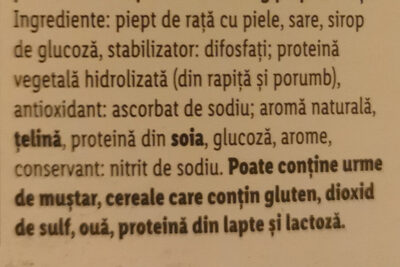 Ingrediente: piept de rață cu piele, sare, sirop
de glucoză, stabilizator: difosfați; proteină
vegetală hidrolizată (din rapiță și porumb),
antioxidant: ascorbat de sodiu; aromă naturală,
țelină, proteină din soia, glucoză, arome,
conservant: nitrit de sodiu. Poate conține urme
de muștar, cereale care conțin gluten, dioxid
de sulf, ouă, proteină din lapte și lactoză.